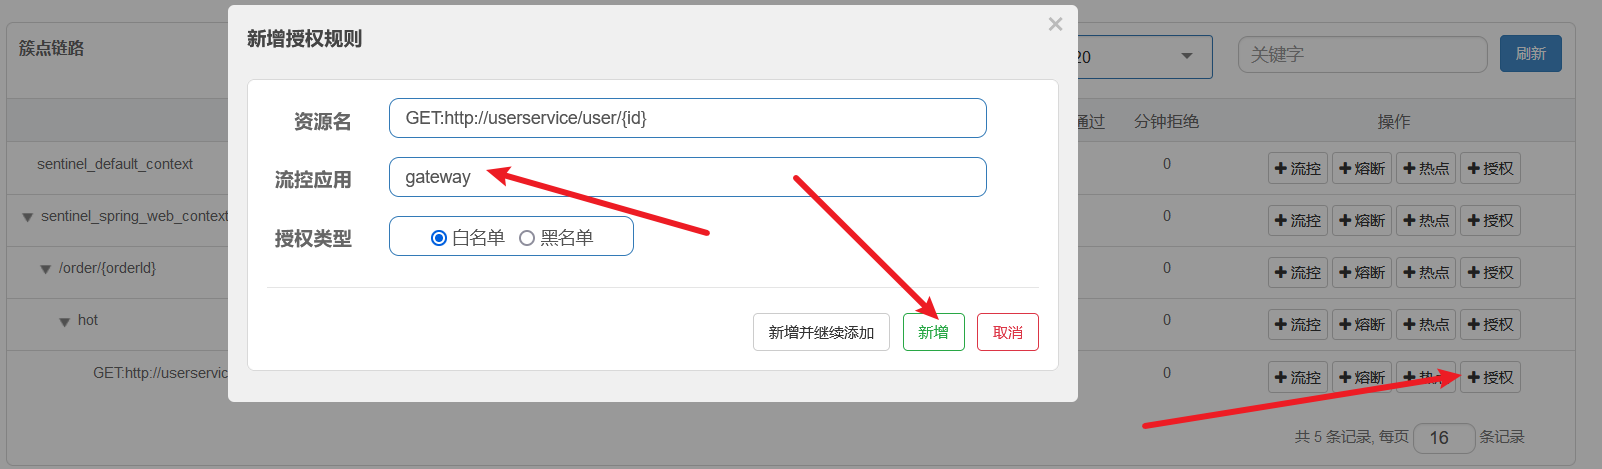 簇点链路
20
关键字
刷新
通过 分钟拒绝 操作
sentinel_default_context 0 流控 熔断 热点 授权
sentinel_spring_web_context 0 流控 熔断 热点 授权
/order/{orderId} 0 流控 熔断 热点 授权
hot 0 流控 熔断 热点 授权
GET:http://userservic 0 流控 熔断 热点 授权
共 5 条记录, 每页 16 条记录
新增授权规则
×
资源名 GET:http://userservice/user/{id}
流控应用 gateway
授权类型 白名单 黑名单
新增并继续添加 新增 取消